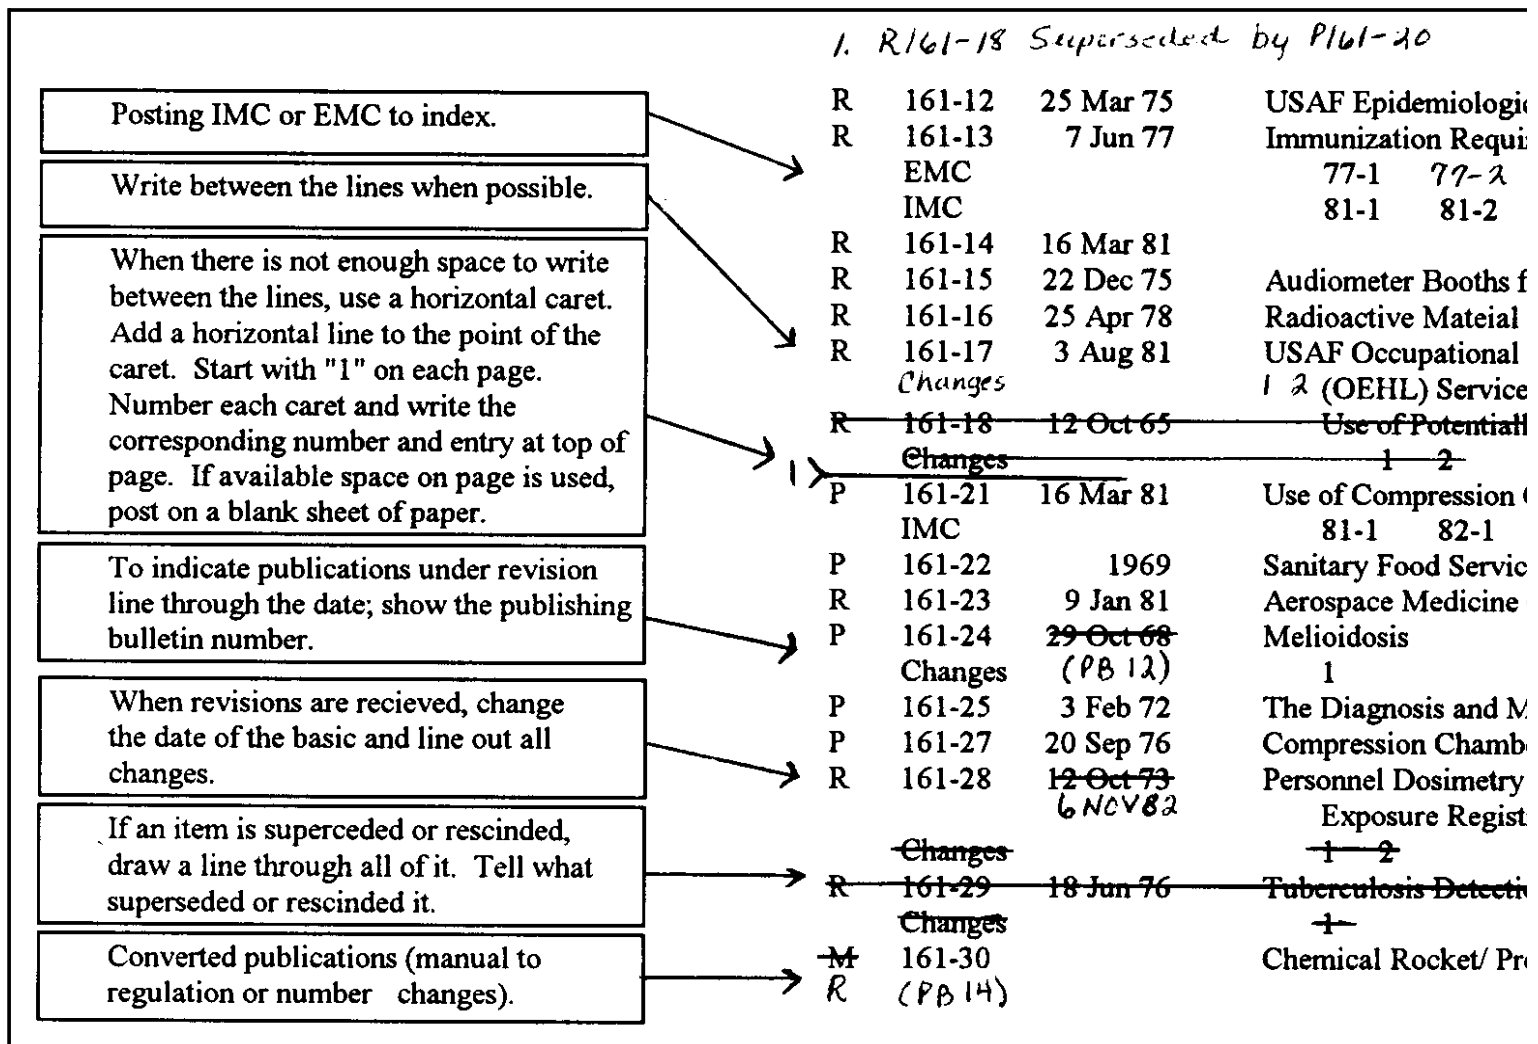 1. R161-18 Superseded by P161-20
Posting IMC or EMC to index.
Write between the lines when possible.
When there is not enough space to write
between the lines, use a horizontal caret.
Add a horizontal line to the point of the
caret. Start with "1" on each page.
Number each caret and write the
corresponding number and entry at top of
page. If available space on page is used,
post on a blank sheet of paper.
To indicate publications under revision
line through the date; show the publishing
bulletin number.
When revisions are recieved, change
the date of the basic and line out all
changes.
If an item is superceded or rescinded,
draw a line through all of it. Tell what
superseded or rescinded it.
Converted publications (manual to
regulation or number changes).
R 161-12 25 Mar 75 USAF Epidemiologic
R 161-13 7 Jun 77 Immunization Requi
EMC 77-1 77-2
IMC 81-1 81-2
R 161-14 16 Mar 81
R 161-15 22 Dec 75 Audiometer Booths f
R 161-16 25 Apr 78 Radioactive Mateial
R 161-17 3 Aug 81 USAF Occupational
Changes 1 2 (OEHL) Service
R 161-18 12 Oct 65 Use of Potentiall
Changes 1 2
1
P 161-21 16 Mar 81 Use of Compression
IMC 81-1 82-1
P 161-22 1969 Sanitary Food Servic
R 161-23 9 Jan 81 Aerospace Medicine
P 161-24 29 Oct 68 Melioidosis
Changes (PB 12) 1
P 161-25 3 Feb 72 The Diagnosis and M
P 161-27 20 Sep 76 Compression Chamb
R 161-28 12 Oct 73 Personnel Dosimetry
6 NOV 82 Exposure Regist
Changes 1 2
R 161-29 18 Jun 76 Tuberculosis Detectio
Changes 1
M 161-30 Chemical Rocket/ Pr
R (PB 14)